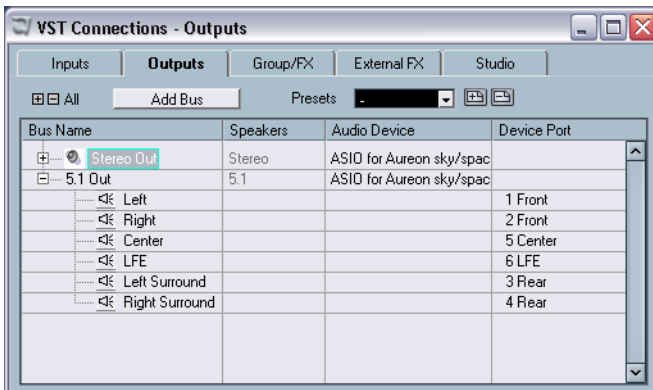 VST Connections - Outputs
Inputs Outputs Group/FX External FX Studio
All Add Bus Presets -
Bus Name Speakers Audio Device Device Port
Stereo Out Stereo ASIO for Aureon sky/spac
5.1 Out 5.1 ASIO for Aureon sky/spac
Left 1 Front
Right 2 Front
Center 5 Center
LFE 6 LFE
Left Surround 3 Rear
Right Surround 4 Rear